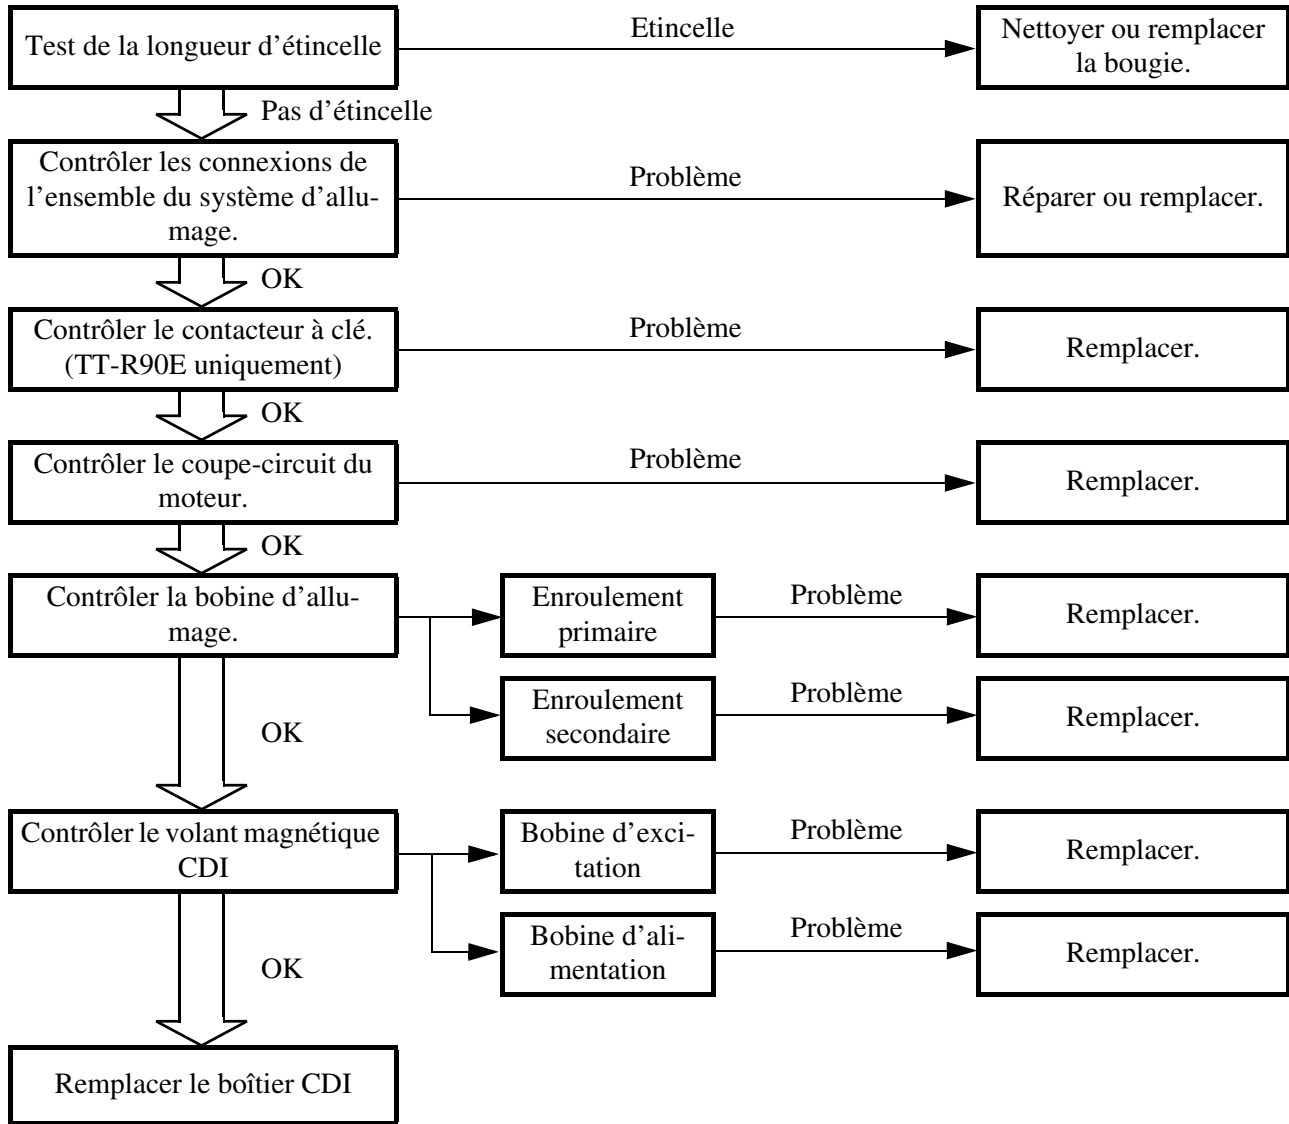 Test de la longueur d’étincelle
Etincelle
Nettoyer ou remplacer
la bougie.
Pas d’étincelle
Contrôler les connexions de
l’ensemble du système d’allu-
mage.
Problème
Réparer ou remplacer.
OK
Contrôler le contacteur à clé.
(TT-R90E uniquement)
Problème
Remplacer.
OK
Contrôler le coupe-circuit du
moteur.
Problème
Remplacer.
OK
Contrôler la bobine d’allu-
mage.
Enroulement
primaire
Problème
Remplacer.
Enroulement
secondaire
Problème
Remplacer.
OK
Contrôler le volant magnétique
CDI
Bobine d’exci-
tation
Problème
Remplacer.
Bobine d’ali-
mentation
Problème
Remplacer.
OK
Remplacer le boîtier CDI